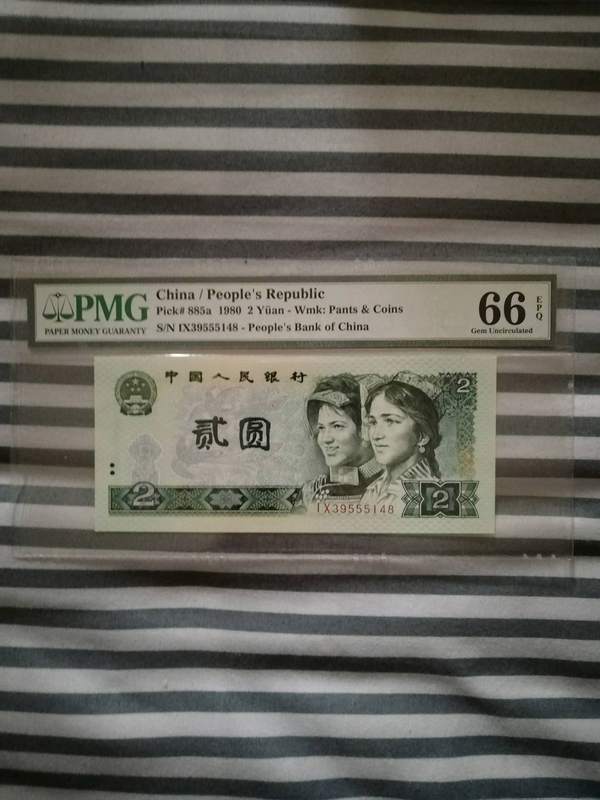 PMG
PAPER MONEY GUARANTY
China / People's Republic
Pick# 885a 1980 2 Yüan - Wmk: Pants & Coins
S/N IX39555148 - People's Bank of China
66 EPQ
Gem Uncirculated
中国人民银行
2
贰圆
IX39555148
2
2